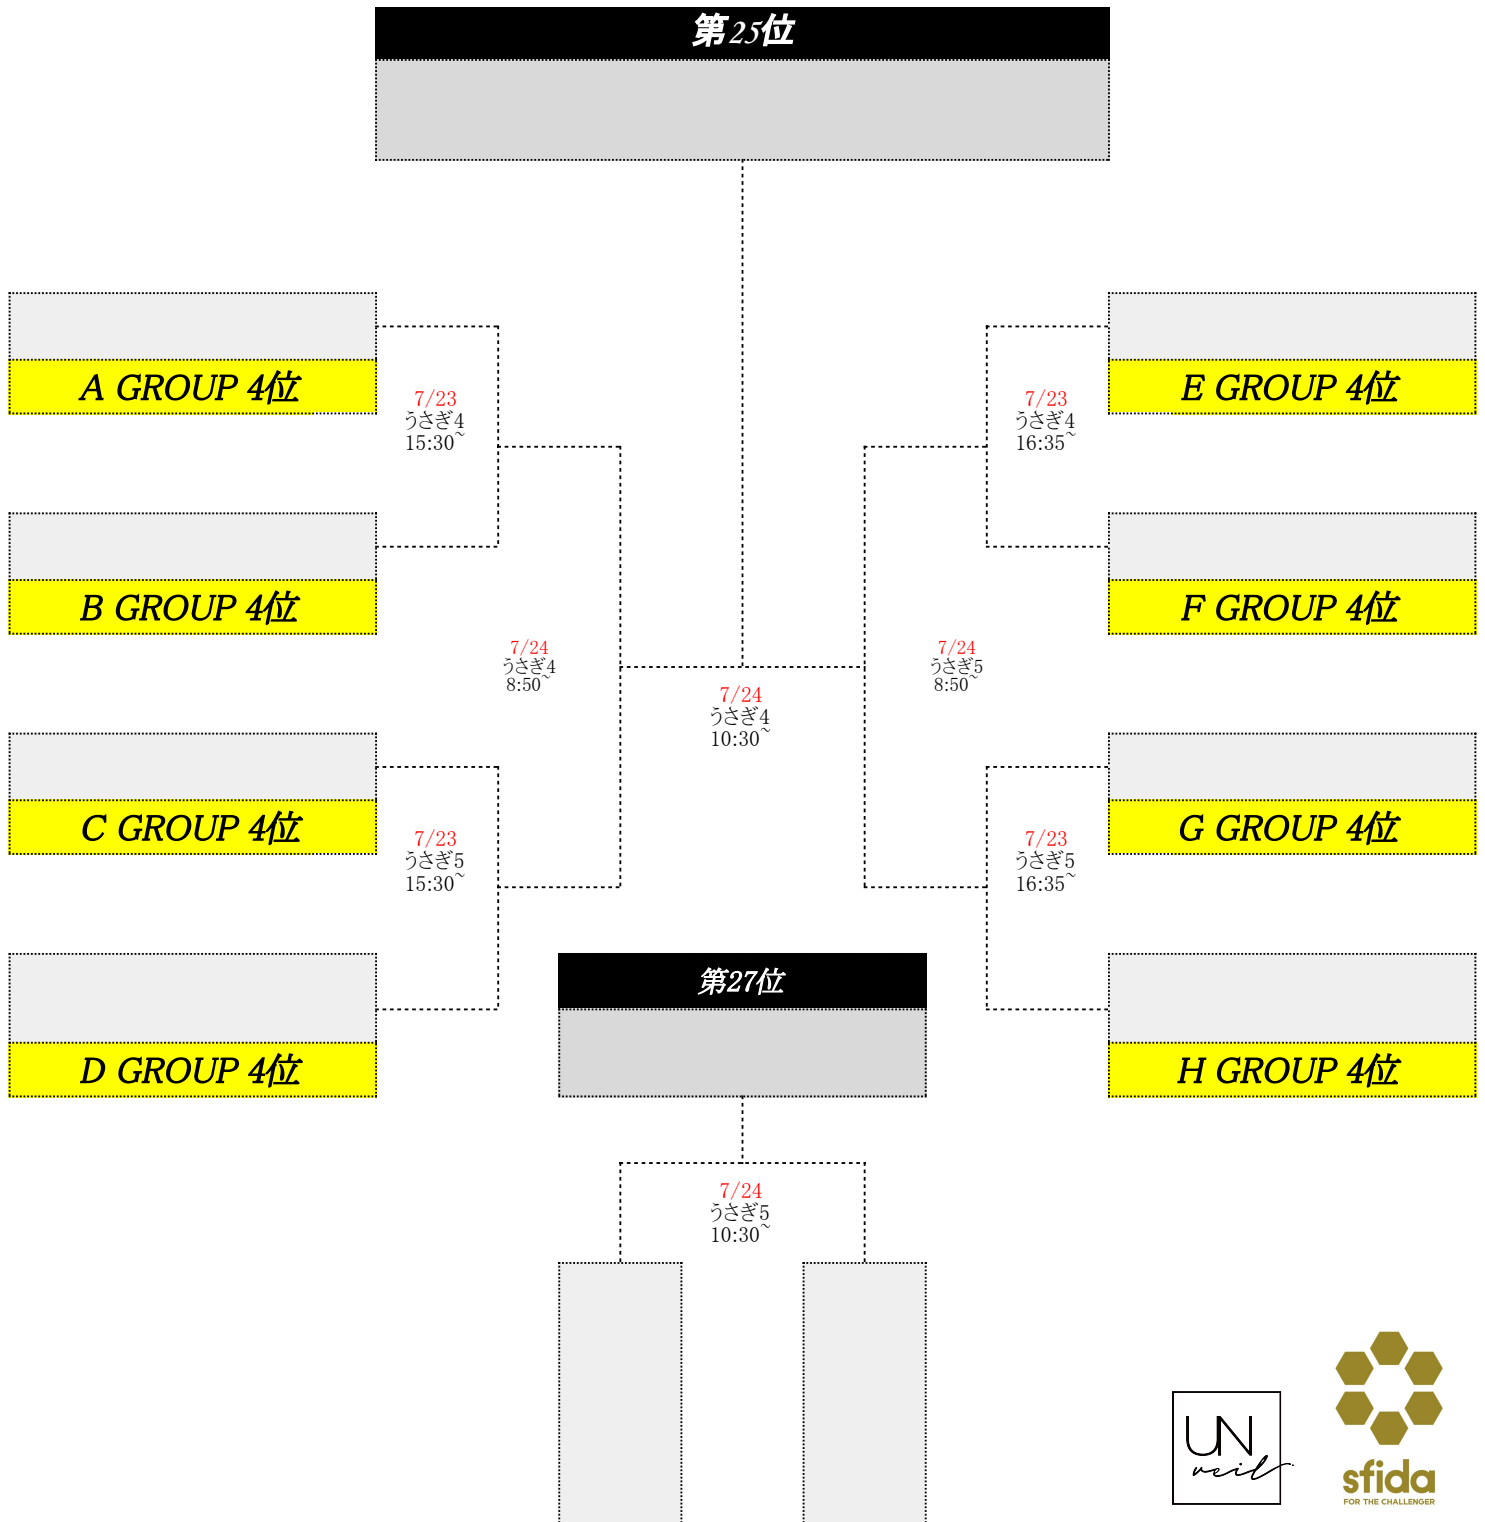 第25位
A GROUP 4位
7/23
うさぎ4
15:30~
B GROUP 4位
7/24
うさぎ4
8:50~
C GROUP 4位
7/23
うさぎ5
15:30~
D GROUP 4位
7/24
うさぎ4
10:30~
E GROUP 4位
7/23
うさぎ4
16:35~
F GROUP 4位
7/24
うさぎ5
8:50~
G GROUP 4位
7/23
うさぎ5
16:35~
H GROUP 4位
第27位
7/24
うさぎ5
10:30~
UN
veil
sfida
FOR THE CHALLENGER